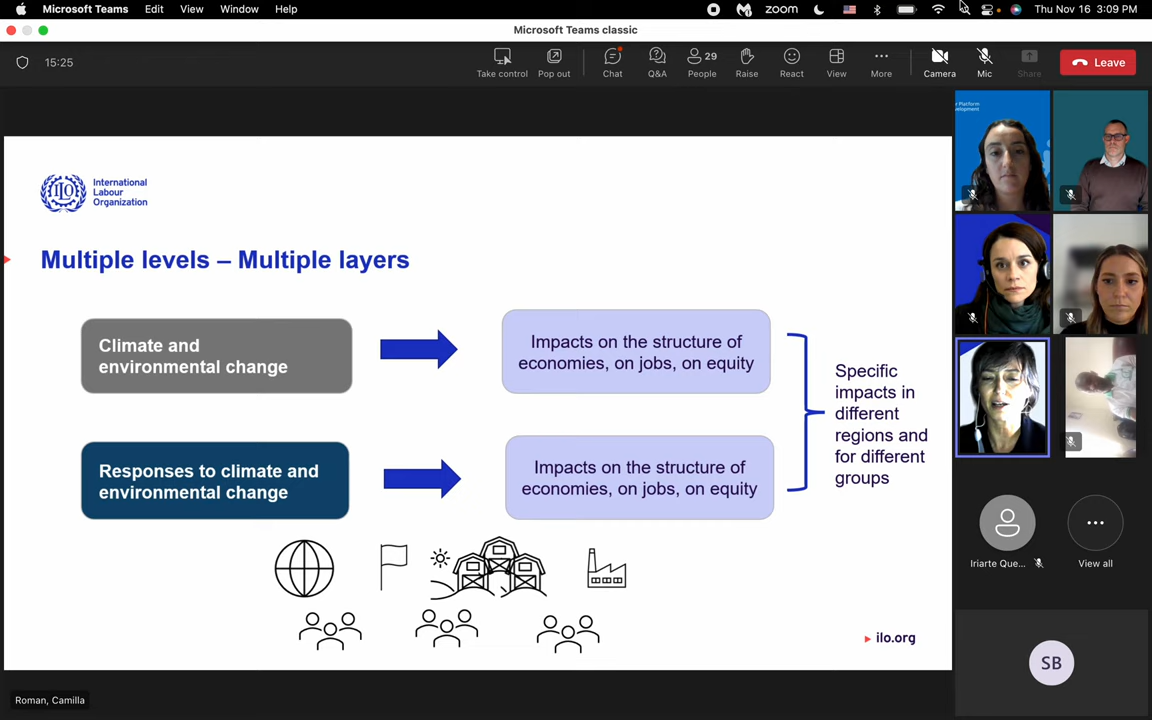 Microsoft Teams Edit View Window Help
zoom
Thu Nov 16 3:09 PM
Microsoft Teams classic
15:25
29
Take control Pop out Chat Q&A People Raise React View More Camera Mic Share
Leave
r Platform
velopment
International
Labour
Organization
Multiple levels – Multiple layers
Climate and
environmental change
Impacts on the structure of
economies, on jobs, on equity
Responses to climate and
environmental change
Impacts on the structure of
economies, on jobs, on equity
Specific
impacts in
different
regions and
for different
groups
ilo.org
Iriarte Que...
View all
SB
Roman, Camilla